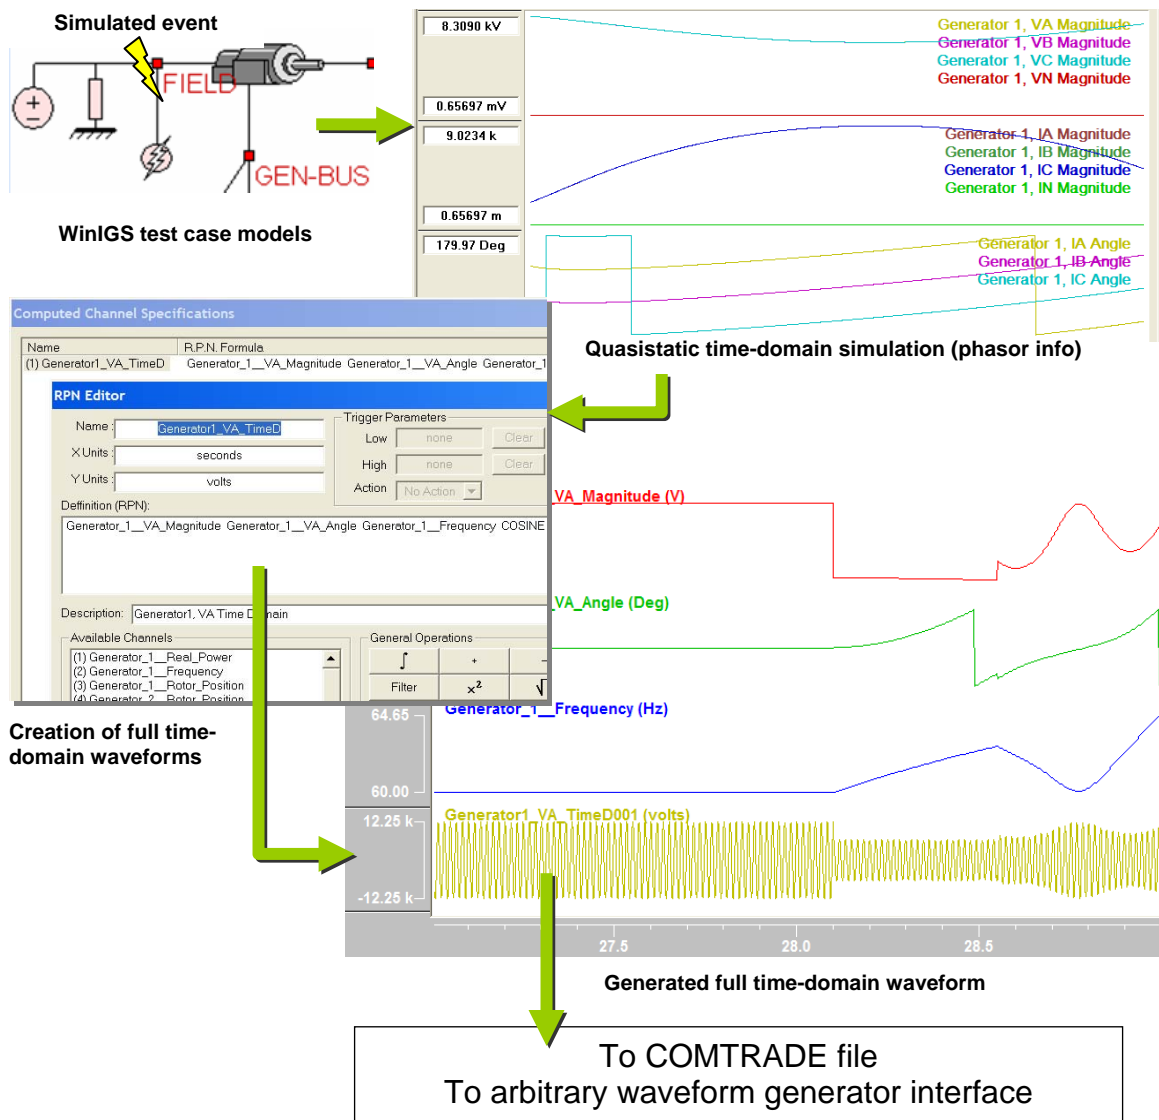 Simulated event
FIELD
GEN-BUS
WinIGS test case models
8.3090 kV
0.65697 mV
9.0234 k
0.65697 m
179.97 Deg
Generator 1, VA Magnitude
Generator 1, VB Magnitude
Generator 1, VC Magnitude
Generator 1, VN Magnitude
Generator 1, IA Magnitude
Generator 1, IB Magnitude
Generator 1, IC Magnitude
Generator 1, IN Magnitude
Generator 1, IA Angle
Generator 1, IB Angle
Generator 1, IC Angle
Quasistatic time-domain simulation (phasor info)
Computed Channel Specifications
Name R.P.N. Formula
(1) Generator1_VA_TimeD Generator_1__VA_Magnitude Generator_1__VA_Angle Generator_1
RPN Editor
Name : Generator1_VA_TimeD
X Units : seconds
Y Units : volts
Trigger Parameters
Low none Clear
High none Clear
Action No Action
Deffinition (RPN):
Generator_1__VA_Magnitude Generator_1__VA_Angle Generator_1__Frequency COSINE
Description: Generator1, VA Time Domain
Available Channels
(1) Generator_1__Real_Power
(2) Generator_1__Frequency
(3) Generator_1__Rotor_Position
(4) Generator_2__Rotor_Position
General Operations
∫ + -
Filter x² √
Creation of full time-
domain waveforms
_VA_Magnitude (V)
_VA_Angle (Deg)
64.65
Generator_1__Frequency (Hz)
60.00
12.25 k
Generator1_VA_TimeD001 (volts)
-12.25 k
27.5 28.0 28.5
Generated full time-domain waveform
To COMTRADE file
To arbitrary waveform generator interface